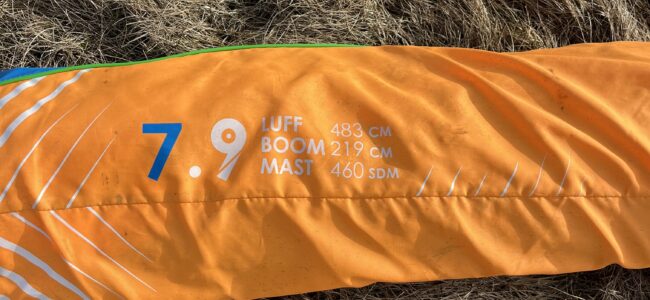 7.9
LUFF 483 CM
BOOM 219 CM
MAST 460 SDM